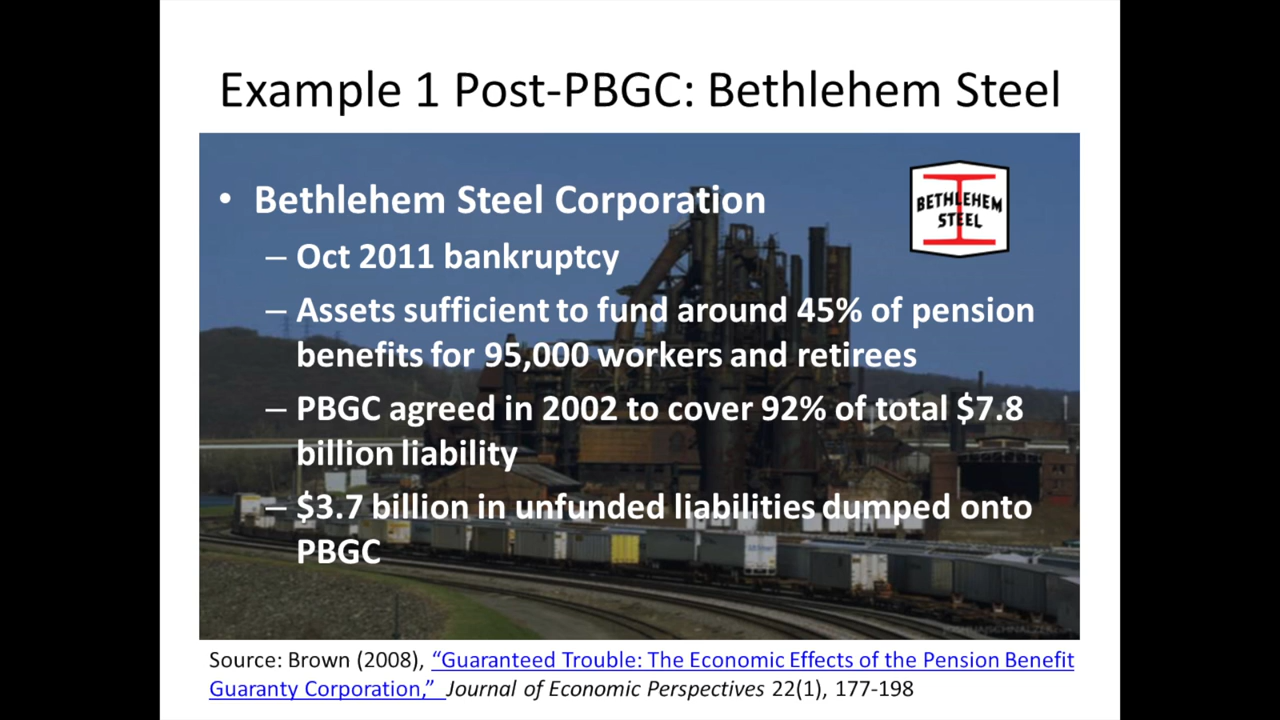 Example 1 Post-PBGC: Bethlehem Steel
• Bethlehem Steel Corporation
BETHLEHEM
STEEL
– Oct 2011 bankruptcy
– Assets sufficient to fund around 45% of pension
benefits for 95,000 workers and retirees
– PBGC agreed in 2002 to cover 92% of total $7.8
billion liability
– $3.7 billion in unfunded liabilities dumped onto
PBGC
Source: Brown (2008), “Guaranteed Trouble: The Economic Effects of the Pension Benefit
Guaranty Corporation,” Journal of Economic Perspectives 22(1), 177-198